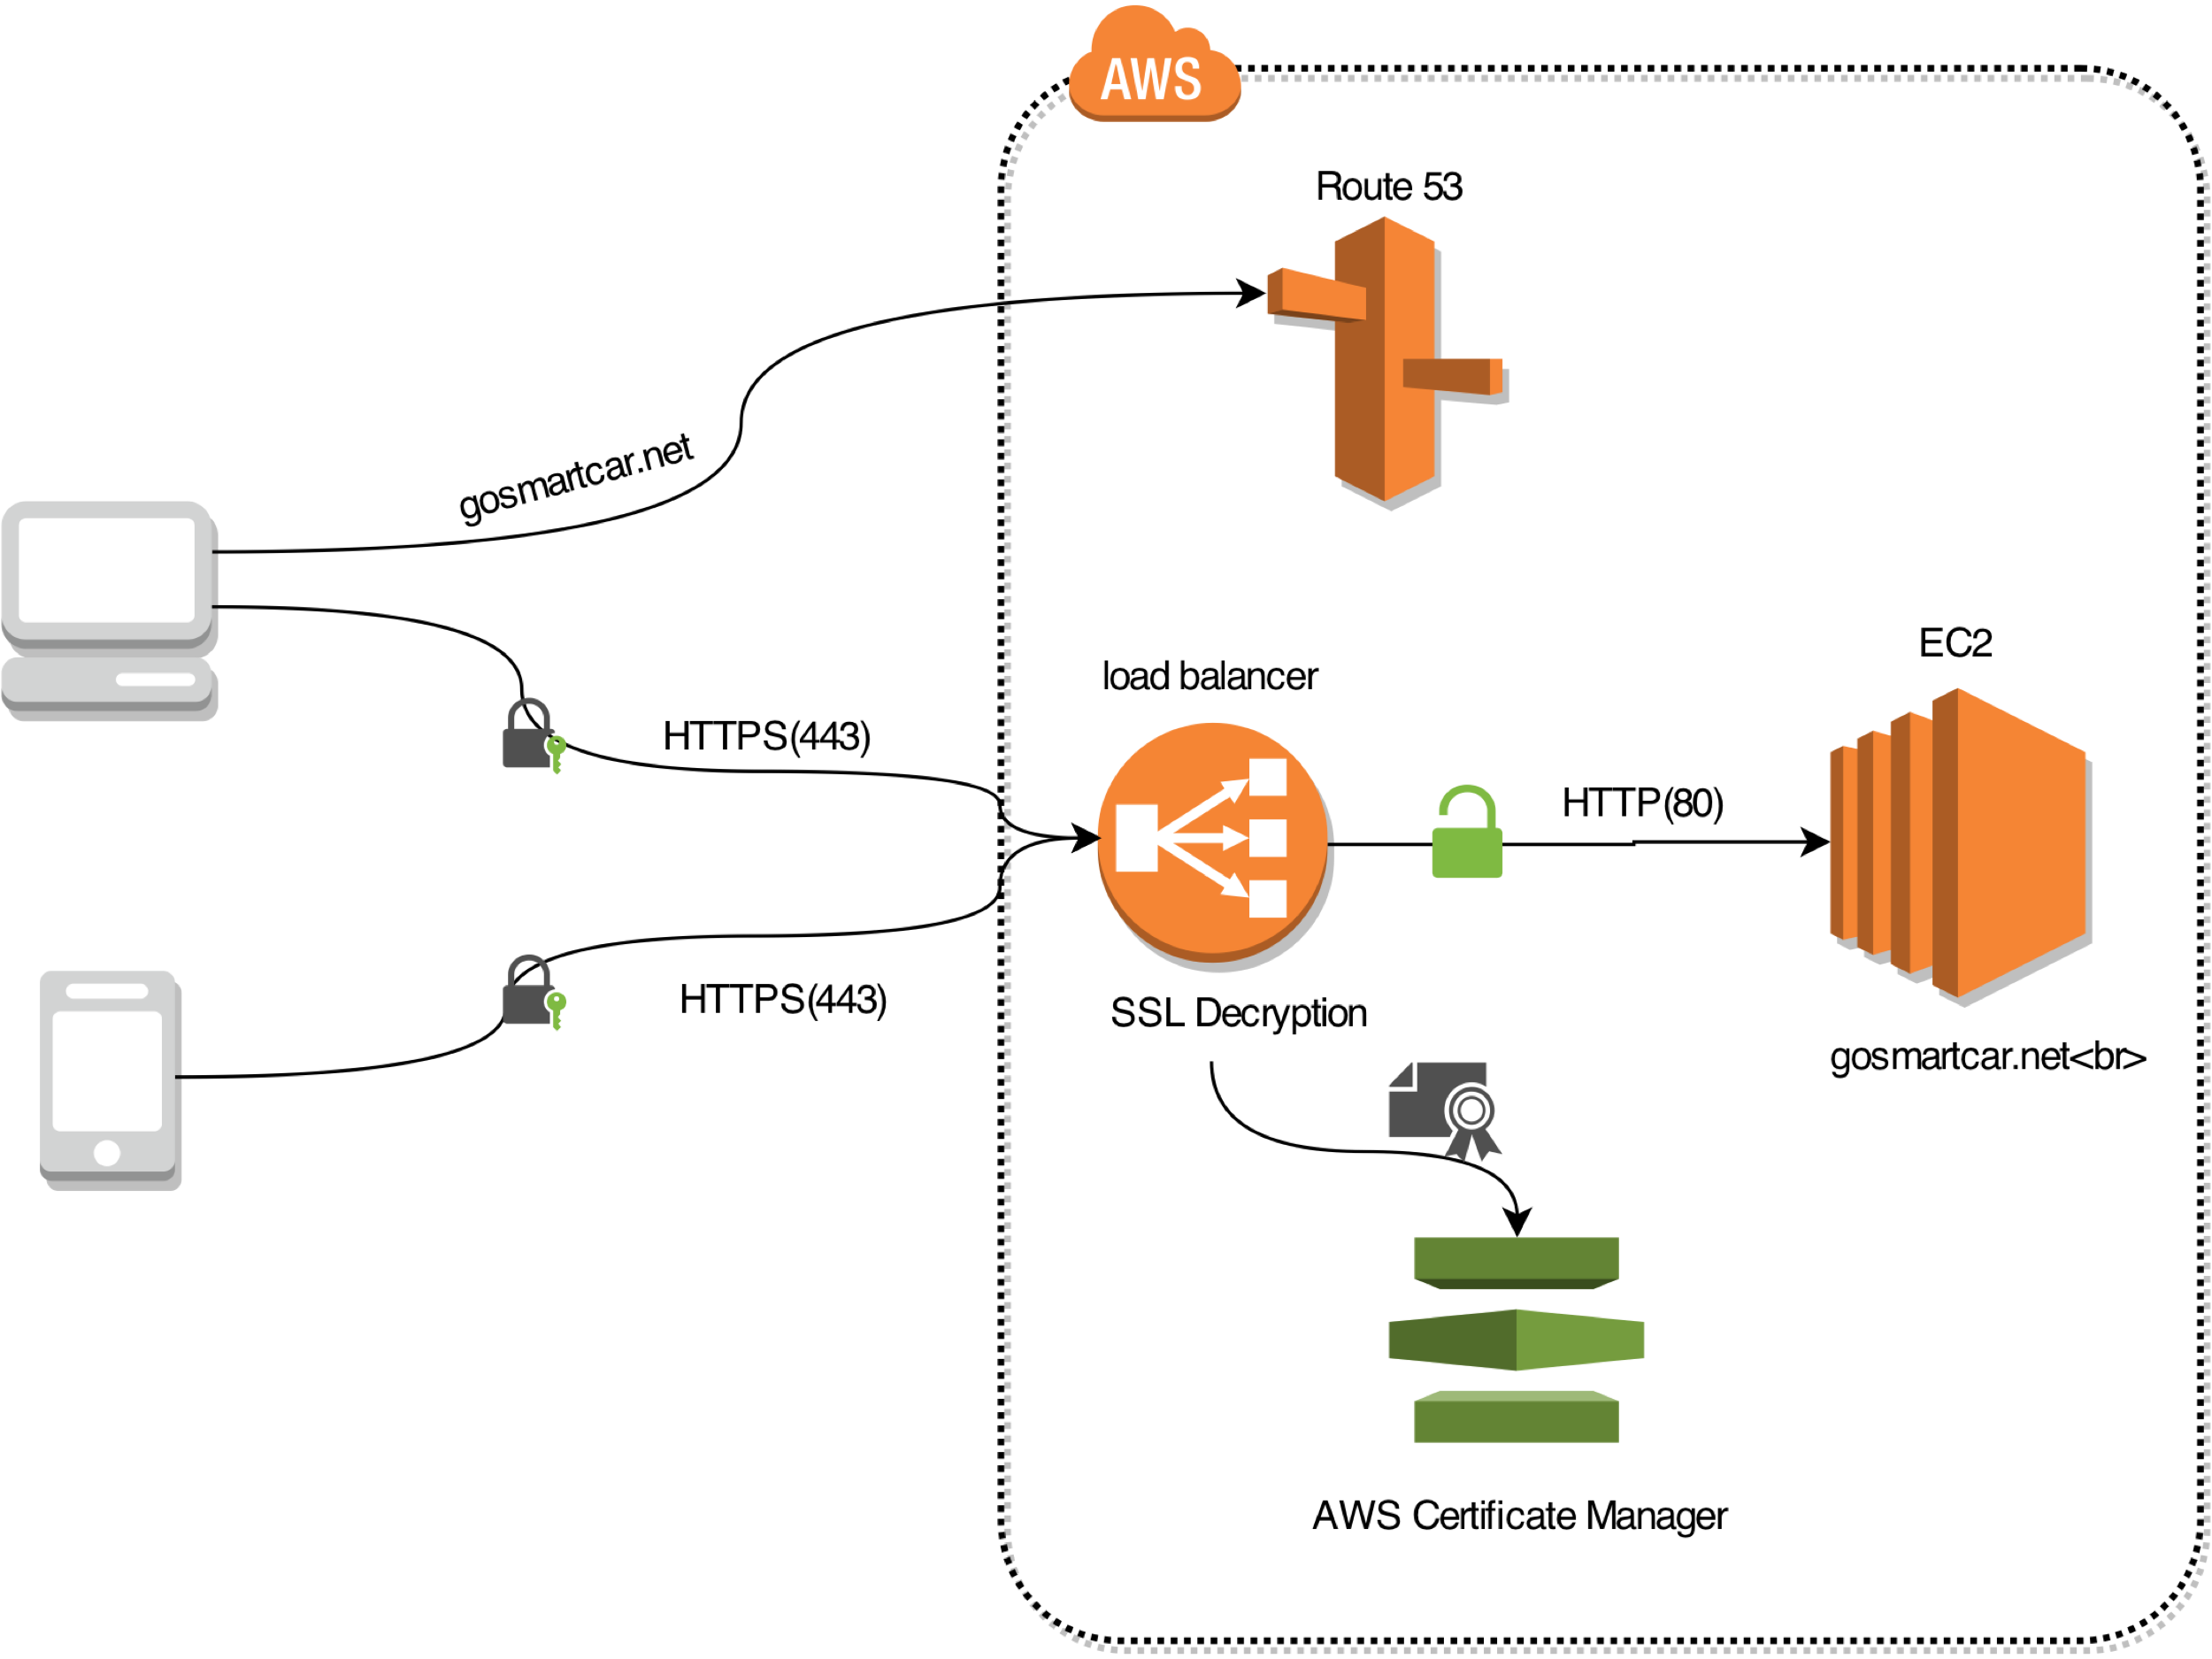 AWS
Route 53
gosmartcar.net
EC2
load balancer
HTTPS(443)
HTTP(80)
HTTPS(443)
SSL Decryption
gosmartcar.net<br>
AWS Certificate Manager